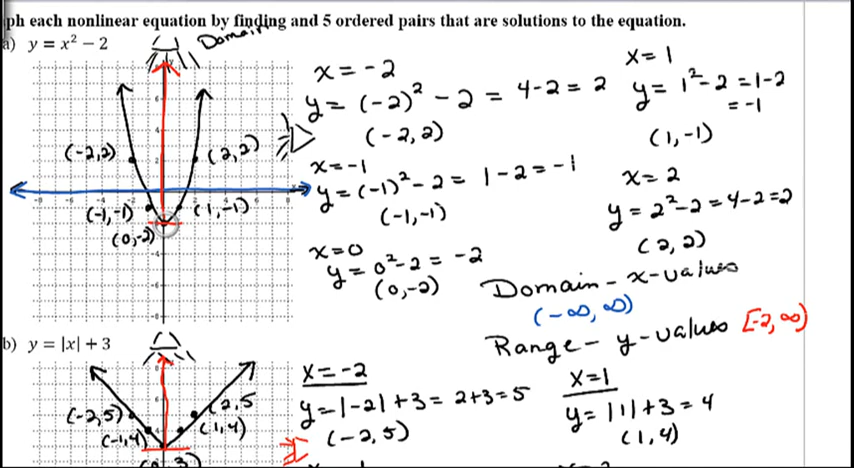 ph each nonlinear equation by finding and 5 ordered pairs that are solutions to the equation.
a) y = x² − 2
Domain
(-2,2)
(2,2)
(-1,-1)
(1,-1)
(0,-2)
x = -2
y = (-2)² - 2 = 4-2 = 2
(-2,2)
x = -1
y = (-1)² - 2 = 1-2 = -1
(-1,-1)
x = 0
y = 0² - 2 = -2
(0,-2)
x = 1
y = 1² - 2 = 1-2
= -1
(1,-1)
x = 2
y = 2² - 2 = 4-2 = 2
(2,2)
Domain - x-values
(-∞, ∞)
Range - y-values [-2, ∞)
b) y = |x| + 3
(-2,5)
(2,5
(-1,4)
(1,4)
x = -2
y = |-2| + 3 = 2+3 = 5
(-2,5)
x = 1
y = |1| + 3 = 4
(1,4)